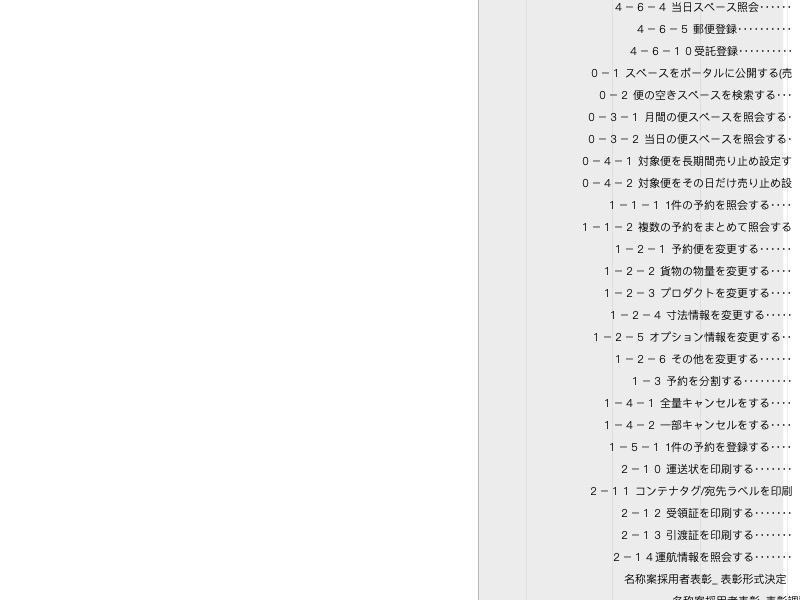 ４－６－４ 当日スペース照会‥‥‥
４－６－５ 郵便登録‥‥‥‥‥
４－６－１０受託登録‥‥‥‥‥
０－１ スペースをポータルに公開する(売
０－２ 便の空きスペースを検索する‥･
０－３－１ 月間の便スペースを照会する･
０－３－２ 当日の便スペースを照会する･
０－４－１ 対象便を長期間売り止め設定す
０－４－２ 対象便をその日だけ売り止め設
１－１－１ 1件の予約を照会する‥‥
１－１－２ 複数の予約をまとめて照会する
１－２－１ 予約便を変更する‥‥‥
１－２－２ 貨物の物量を変更する‥‥
１－２－３ プロダクトを変更する‥‥
１－２－４ 寸法情報を変更する‥‥･
１－２－５ オプション情報を変更する‥
１－２－６ その他を変更する‥‥‥
１－３ 予約を分割する‥‥‥‥･
１－４－１ 全量キャンセルをする‥‥
１－４－２ 一部キャンセルをする‥‥
１－５－１ 1件の予約を登録する‥‥
２－１０ 運送状を印刷する‥‥‥･
２－１１ コンテナタグ/宛先ラベルを印刷
２－１２ 受領証を印刷する‥‥‥･
２－１３ 引渡証を印刷する‥‥‥･
２－１４運航情報を照会する‥‥‥･
名称案採用者表彰_ 表彰形式決定